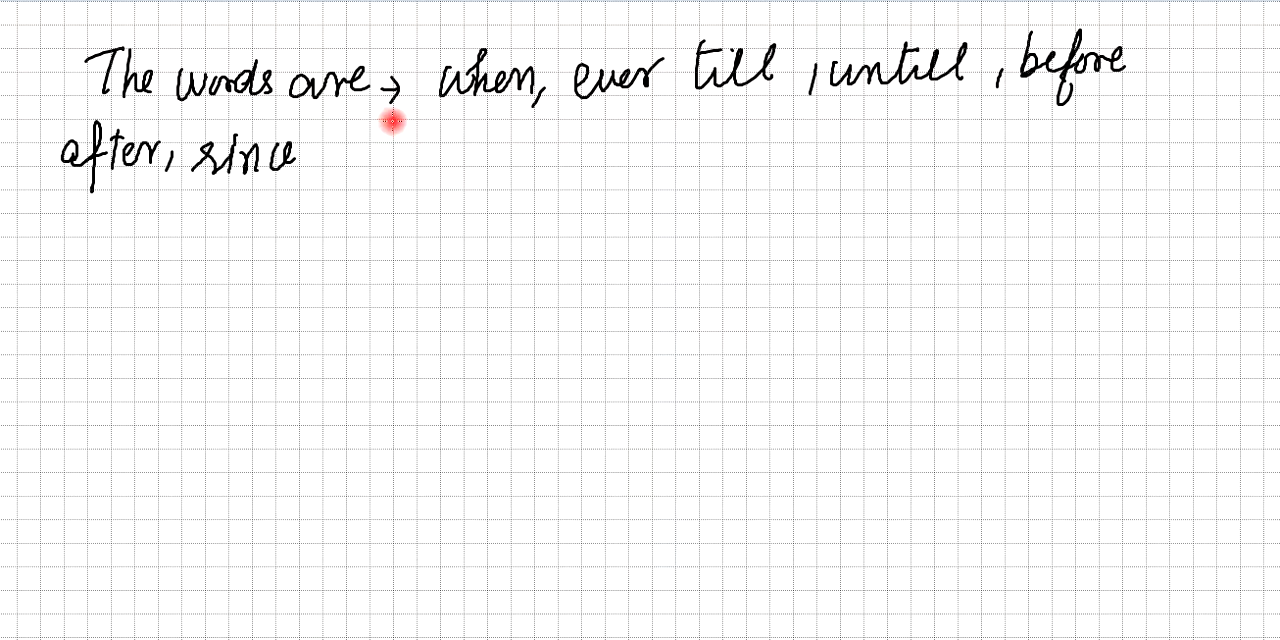 The words are → when, ever till , untill , before
after, since